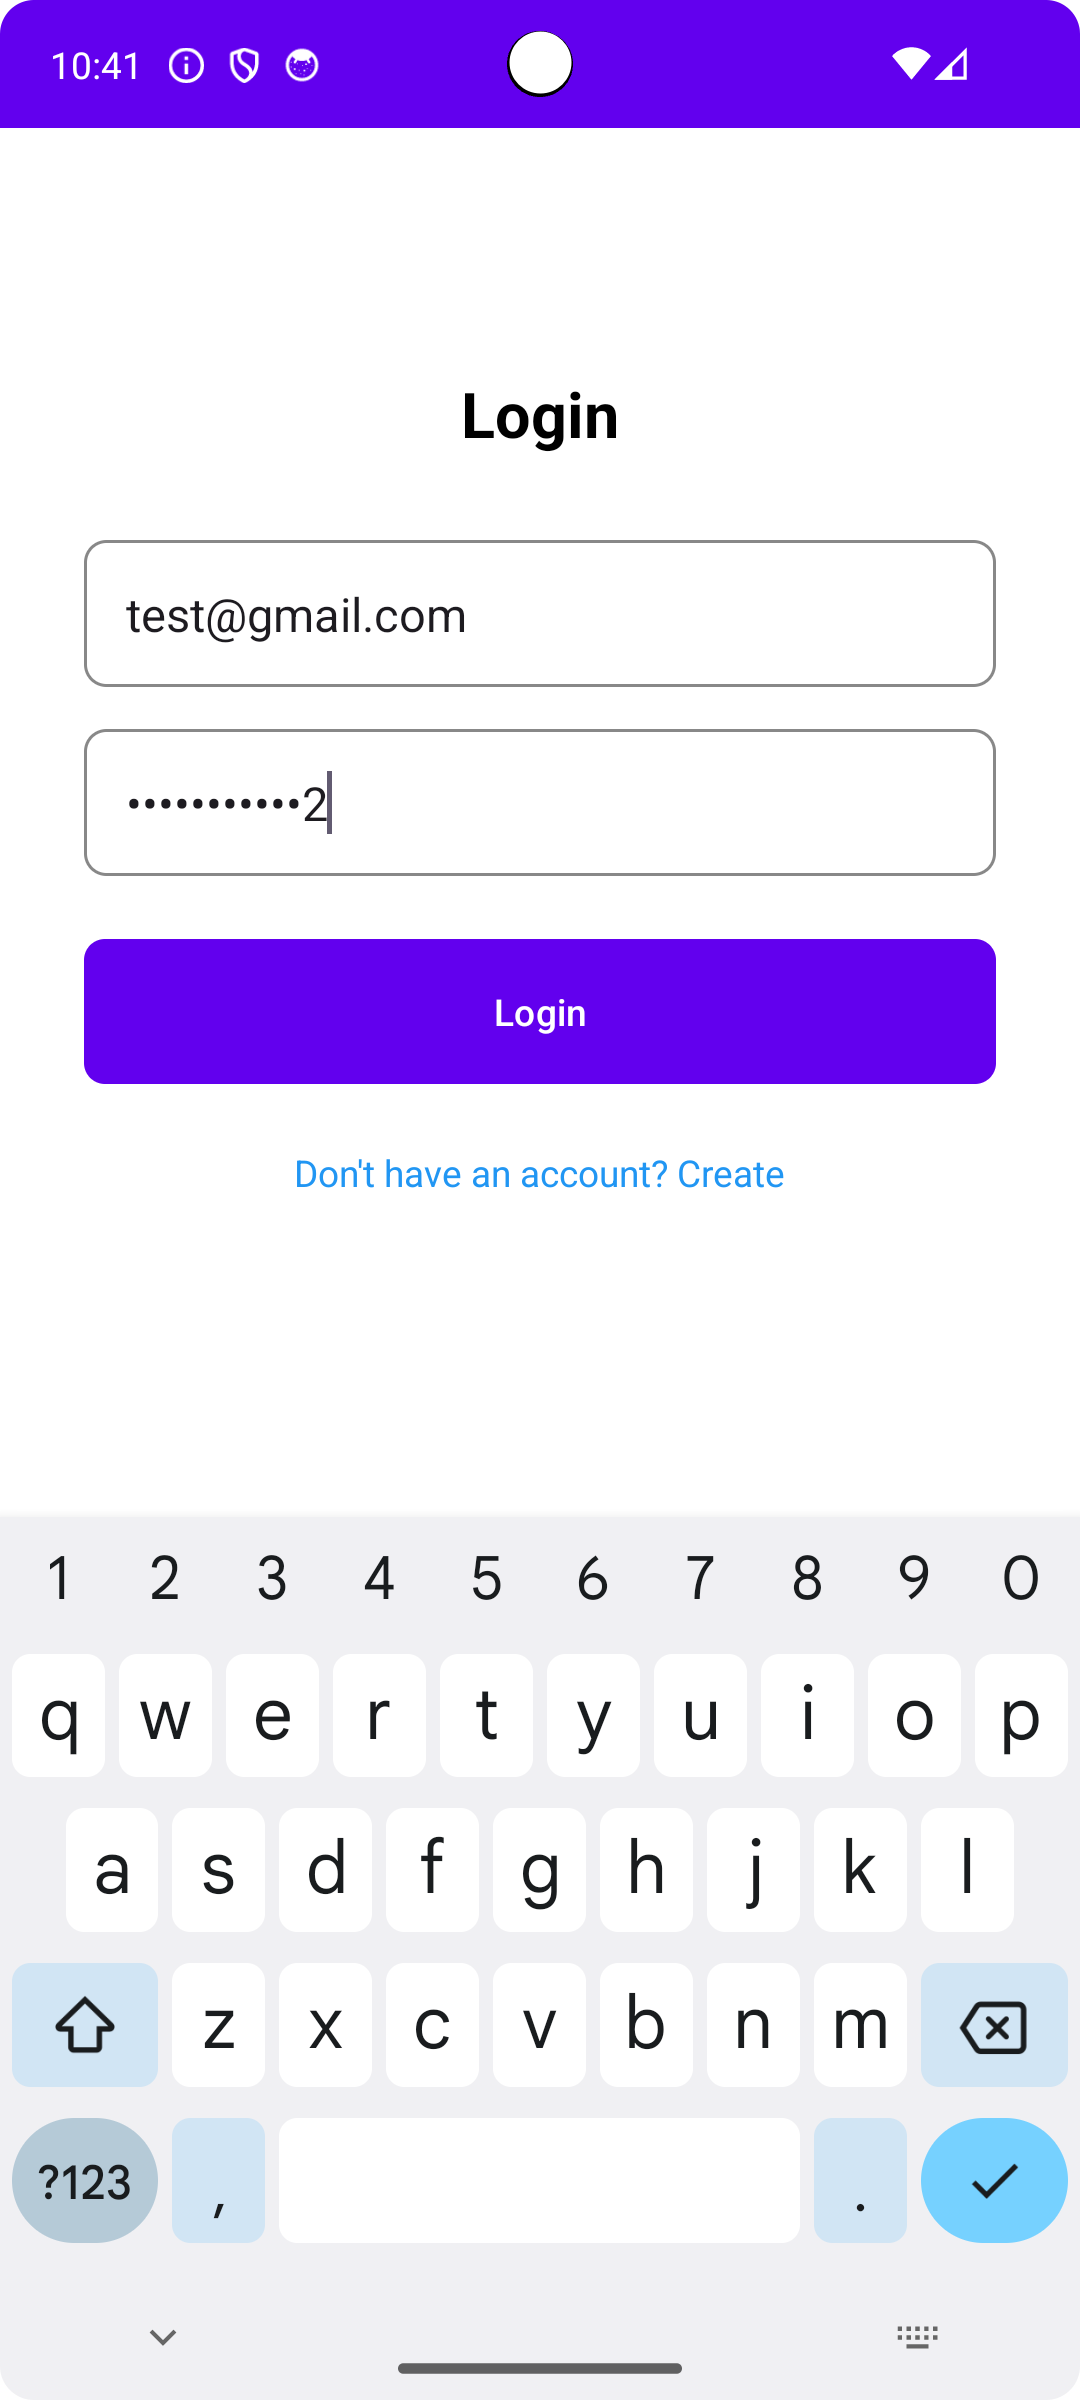 10:41
Login
test@gmail.com
•••••••••••2
Login
Don't have an account? Create
1 2 3 4 5 6 7 8 9 0
q w e r t y u i o p
a s d f g h j k l
z x c v b n m
?123 , .